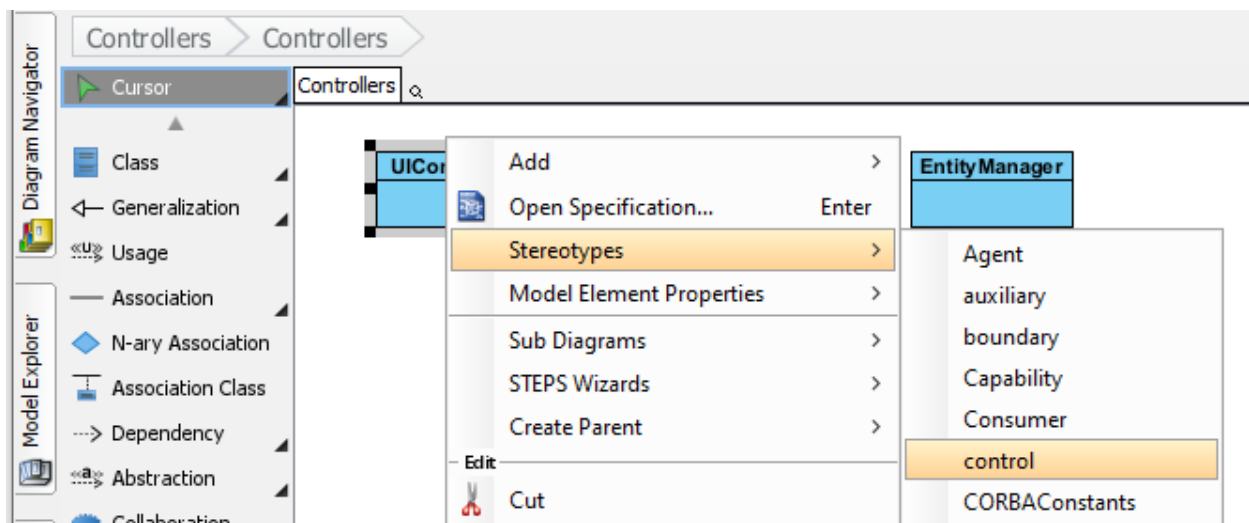 Controllers Controllers
Diagram Navigator
Model Explorer
Cursor
Class
Generalization
«U» Usage
Association
N-ary Association
Association Class
Dependency
«a» Abstraction
Collaboration
Controllers
UICon
EntityManager
Add
Open Specification... Enter
Stereotypes
Model Element Properties
Sub Diagrams
STEPS Wizards
Create Parent
Edit
Cut
Agent
auxiliary
boundary
Capability
Consumer
control
CORBAConstants